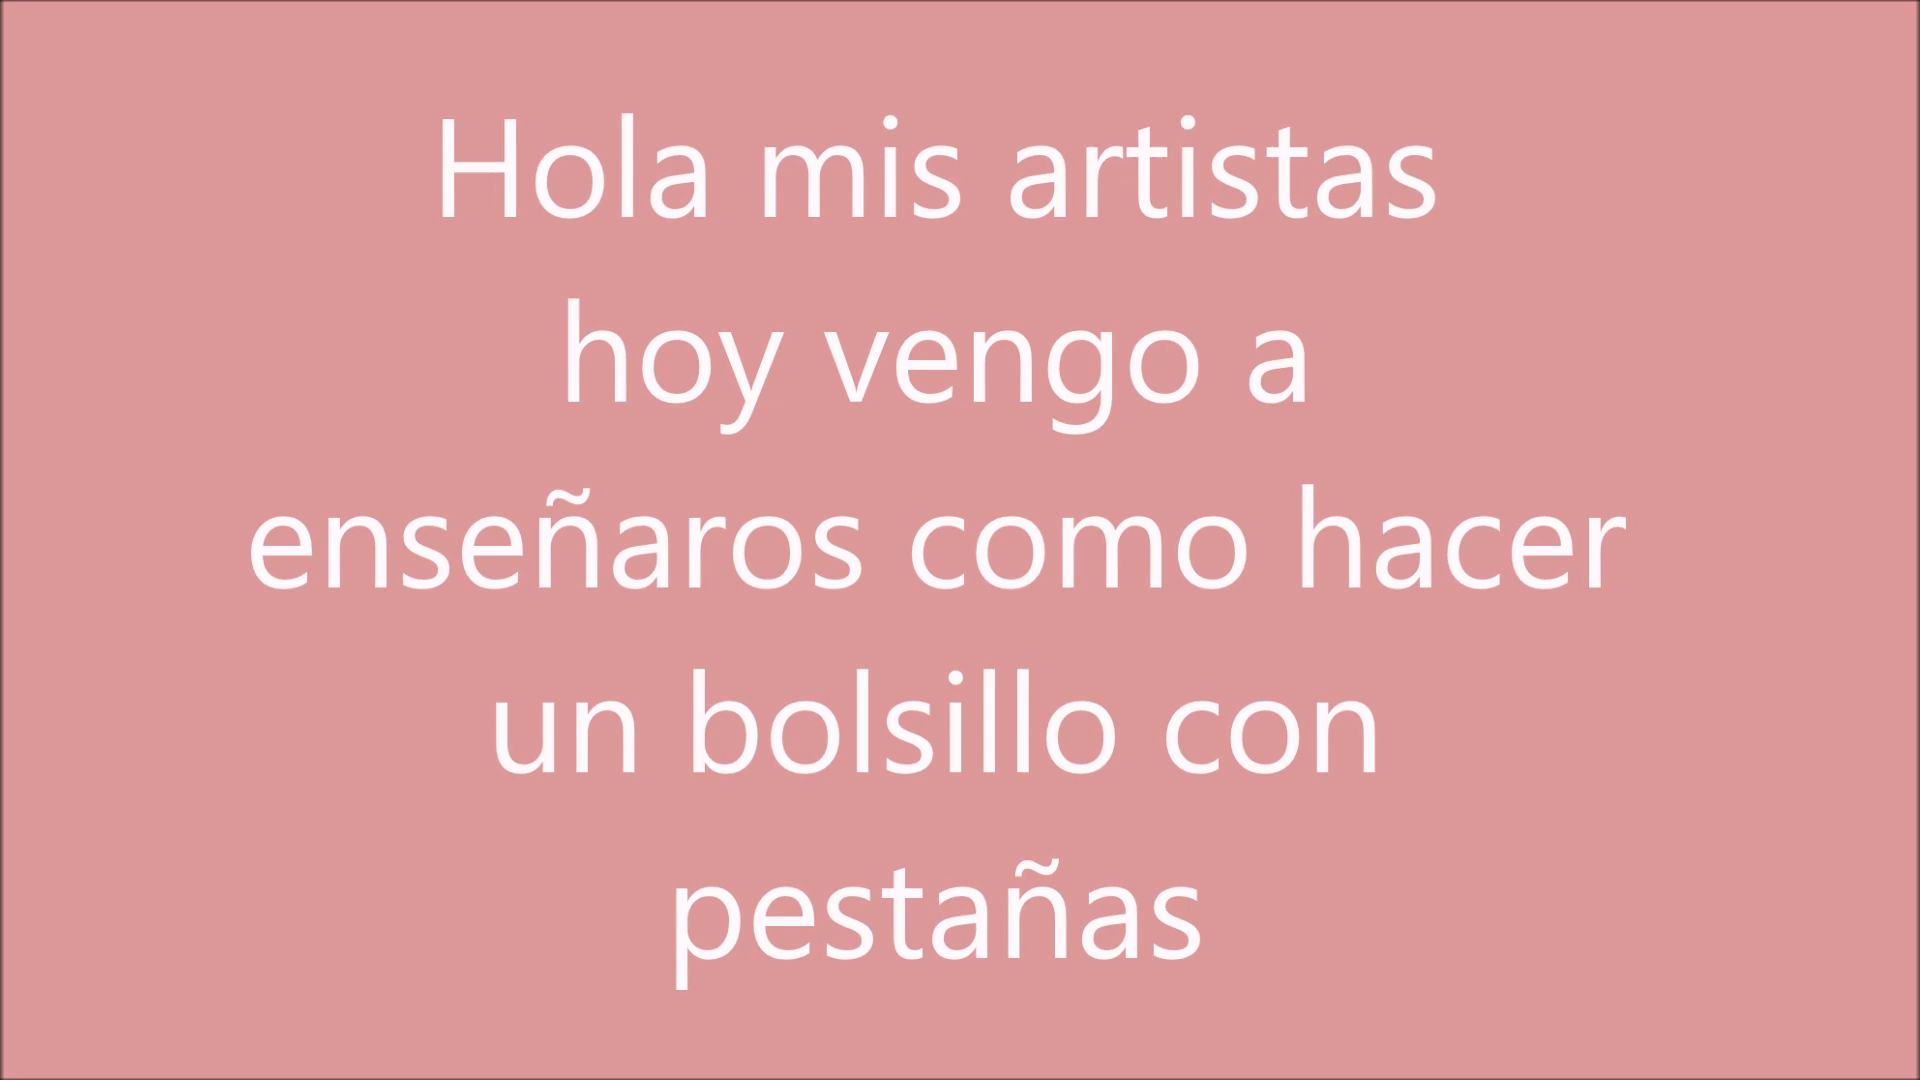 Hola mis artistas
hoy vengo a
enseñaros como hacer
un bolsillo con
pestañas